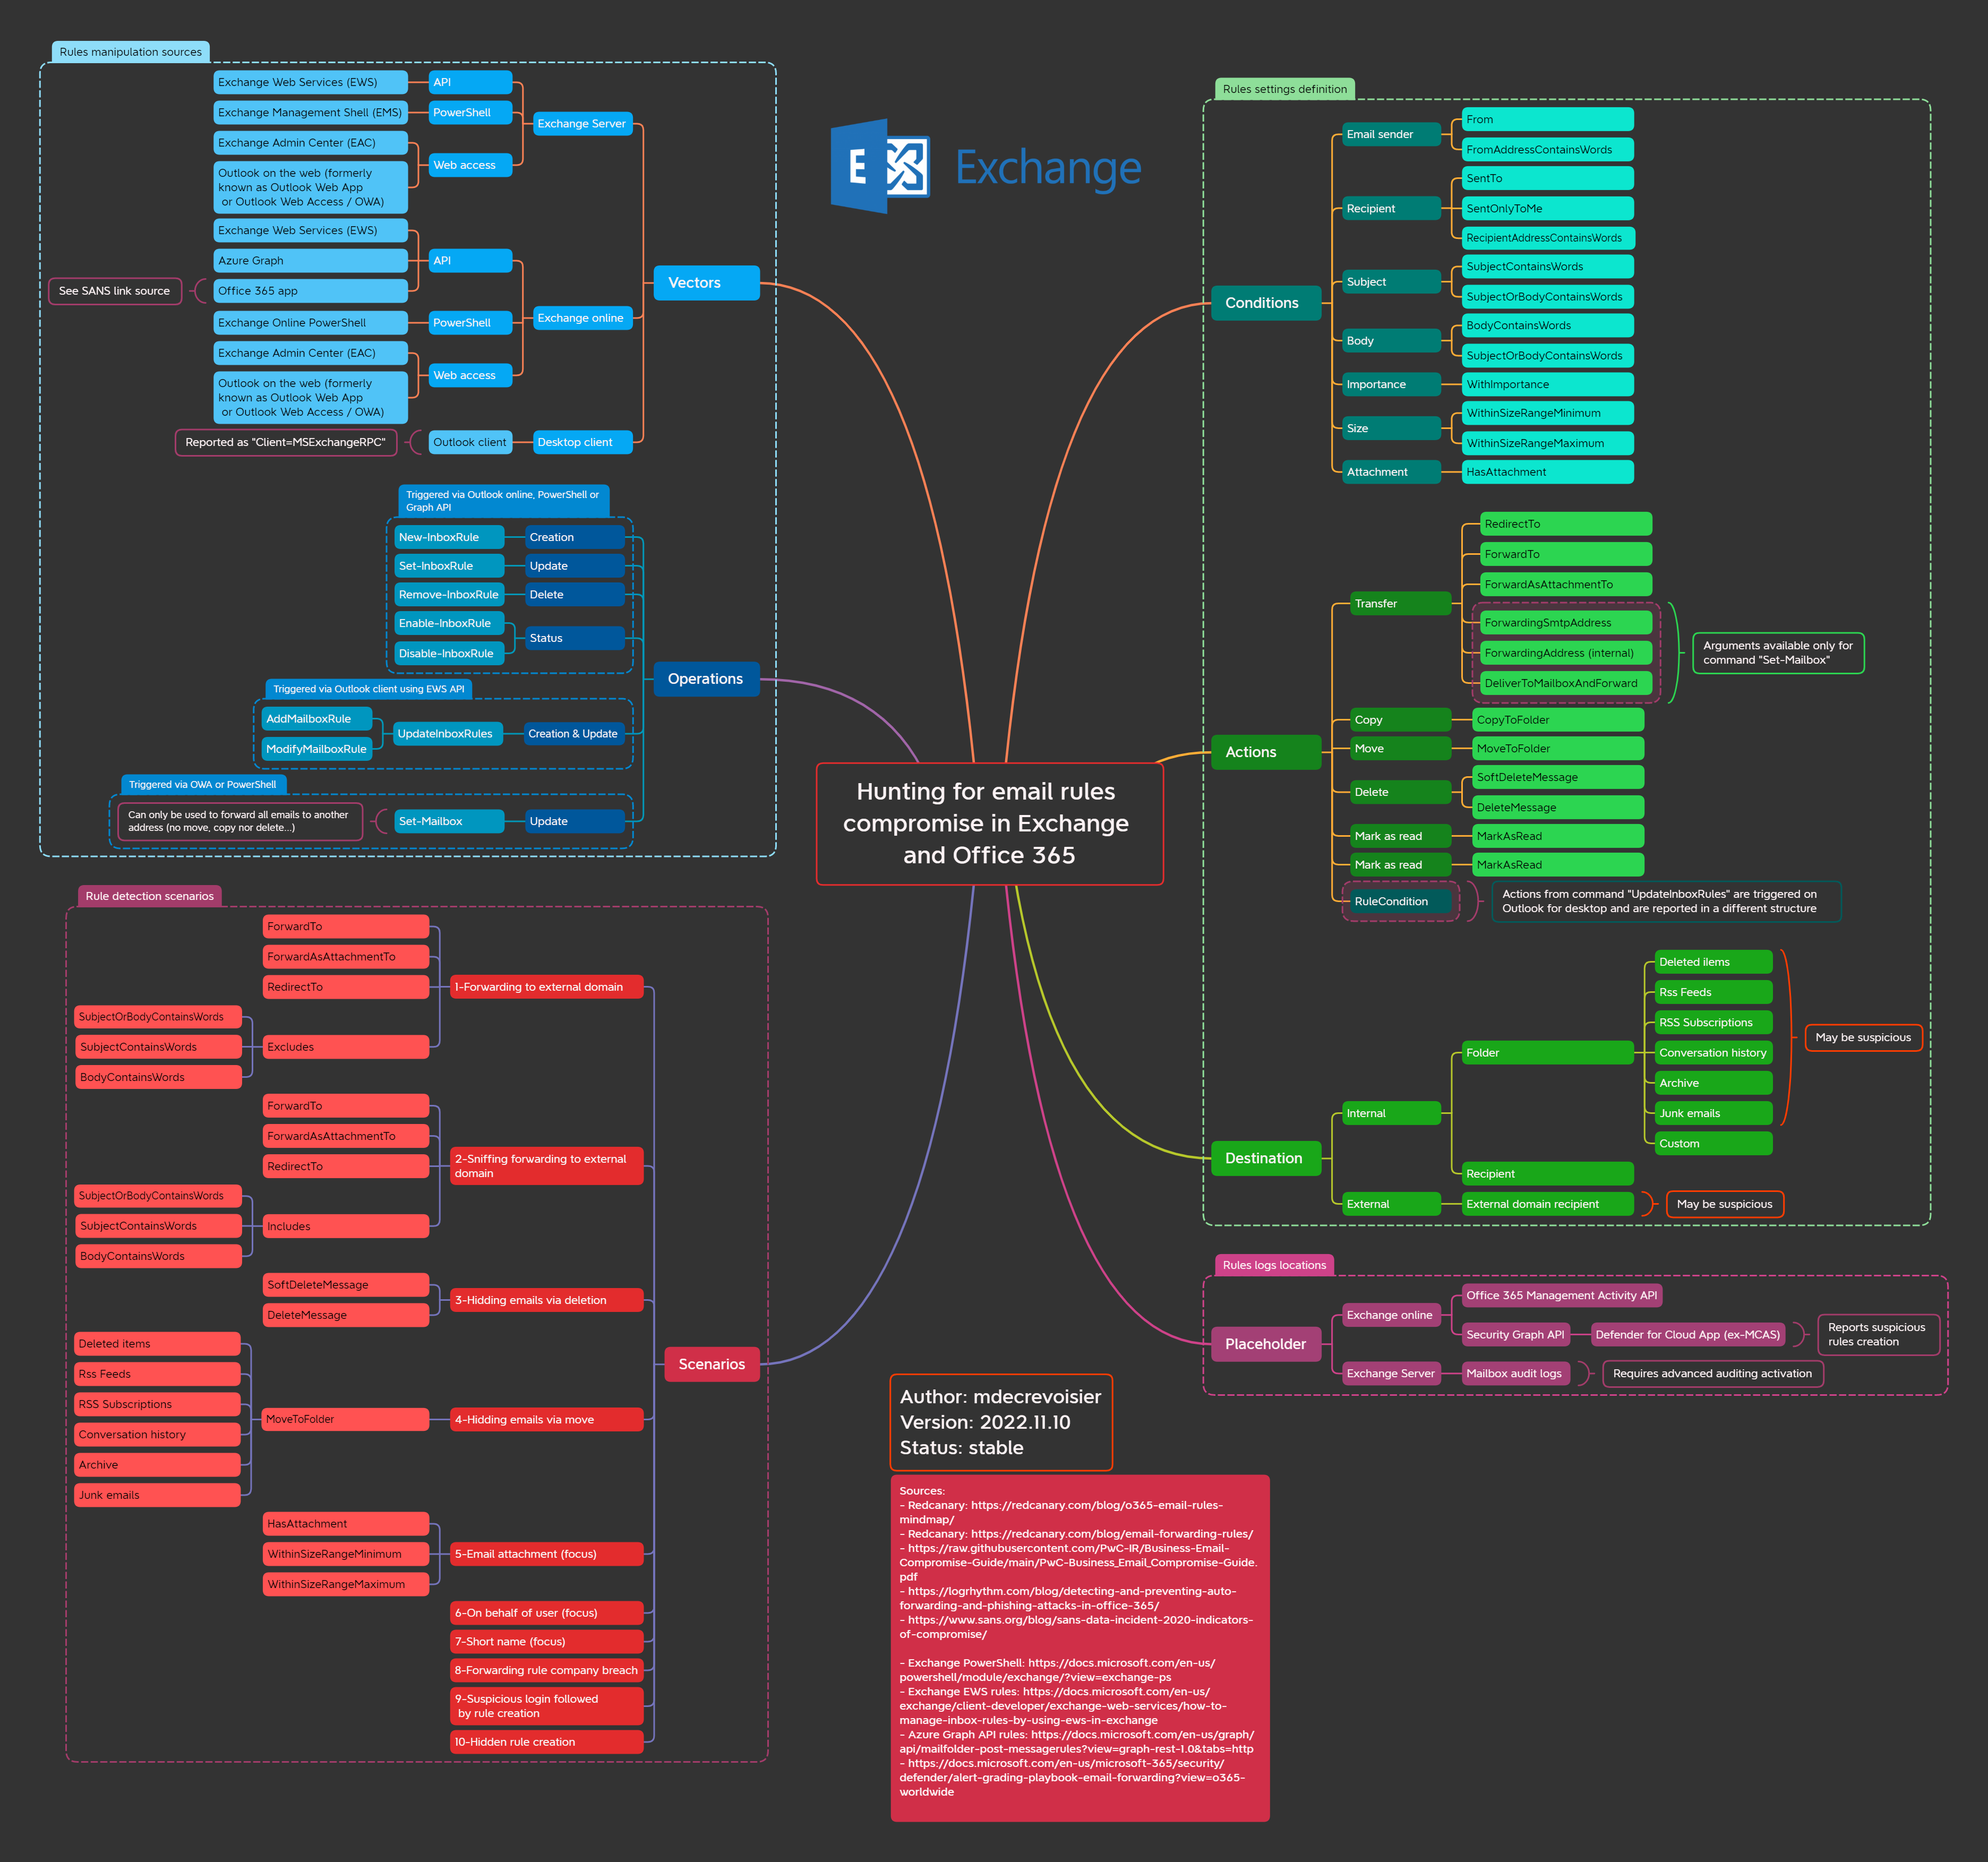 Rules manipulation sources
Exchange Web Services (EWS)
API
Exchange Management Shell (EMS)
PowerShell
Exchange Server
Exchange Admin Center (EAC)
Web access
Outlook on the web (formerly
known as Outlook Web App
or Outlook Web Access / OWA)
Exchange Web Services (EWS)
Azure Graph
API
Vectors
See SANS link source
Office 365 app
Exchange Online PowerShell
PowerShell
Exchange online
Exchange Admin Center (EAC)
Web access
Outlook on the web (formerly
known as Outlook Web App
or Outlook Web Access / OWA)
Reported as "Client=MSExchangeRPC"
Outlook client
Desktop client
Triggered via Outlook online, PowerShell or
Graph API
New-InboxRule
Creation
Set-InboxRule
Update
Remove-InboxRule
Delete
Enable-InboxRule
Status
Disable-InboxRule
Operations
Triggered via Outlook client using EWS API
AddMailboxRule
UpdateInboxRules
Creation & Update
ModifyMailboxRule
Triggered via OWA or PowerShell
Can only be used to forward all emails to another
address (no move, copy nor delete...)
Set-Mailbox
Update
E
Exchange
Hunting for email rules
compromise in Exchange
and Office 365
Rules settings definition
Conditions
Email sender
From
FromAddressContainsWords
Recipient
SentTo
SentOnlyToMe
RecipientAddressContainsWords
Subject
SubjectContainsWords
SubjectOrBodyContainsWords
Body
BodyContainsWords
SubjectOrBodyContainsWords
Importance
WithImportance
Size
WithinSizeRangeMinimum
WithinSizeRangeMaximum
Attachment
HasAttachment
Actions
Transfer
RedirectTo
ForwardTo
ForwardAsAttachmentTo
ForwardingSmtpAddress
ForwardingAddress (internal)
DeliverToMailboxAndForward
Arguments available only for
command "Set-Mailbox"
Copy
CopyToFolder
Move
MoveToFolder
Delete
SoftDeleteMessage
DeleteMessage
Mark as read
MarkAsRead
Mark as read
MarkAsRead
RuleCondition
Actions from command "UpdateInboxRules" are triggered on
Outlook for desktop and are reported in a different structure
Destination
Internal
Folder
Deleted ilems
Rss Feeds
RSS Subscriptions
Conversation history
Archive
Junk emails
Custom
May be suspicious
Recipient
External
External domain recipient
May be suspicious
Rules logs locations
Placeholder
Exchange online
Office 365 Management Activity API
Security Graph API
Defender for Cloud App (ex-MCAS)
Reports suspicious
rules creation
Exchange Server
Mailbox audit logs
Requires advanced auditing activation
Rule detection scenarios
Scenarios
1-Forwarding to external domain
ForwardTo
ForwardAsAttachmentTo
RedirectTo
Excludes
SubjectOrBodyContainsWords
SubjectContainsWords
BodyContainsWords
2-Sniffing forwarding to external
domain
ForwardTo
ForwardAsAttachmentTo
RedirectTo
Includes
SubjectOrBodyContainsWords
SubjectContainsWords
BodyContainsWords
3-Hidding emails via deletion
SoftDeleteMessage
DeleteMessage
4-Hidding emails via move
MoveToFolder
Deleted items
Rss Feeds
RSS Subscriptions
Conversation history
Archive
Junk emails
5-Email attachment (focus)
HasAttachment
WithinSizeRangeMinimum
WithinSizeRangeMaximum
6-On behalf of user (focus)
7-Short name (focus)
8-Forwarding rule company breach
9-Suspicious login followed
by rule creation
10-Hidden rule creation
Author: mdecrevoisier
Version: 2022.11.10
Status: stable
Sources:
- Redcanary: https://redcanary.com/blog/o365-email-rules-
mindmap/
- Redcanary: https://redcanary.com/blog/email-forwarding-rules/
- https://raw.githubusercontent.com/PwC-IR/Business-Email-
Compromise-Guide/main/PwC-Business_Email_Compromise-Guide.
pdf
- https://logrhythm.com/blog/detecting-and-preventing-auto-
forwarding-and-phishing-attacks-in-office-365/
- https://www.sans.org/blog/sans-data-incident-2020-indicators-
of-compromise/
- Exchange PowerShell: https://docs.microsoft.com/en-us/
powershell/module/exchange/?view=exchange-ps
- Exchange EWS rules: https://docs.microsoft.com/en-us/
exchange/client-developer/exchange-web-services/how-to-
manage-inbox-rules-by-using-ews-in-exchange
- Azure Graph API rules: https://docs.microsoft.com/en-us/graph/
api/mailfolder-post-messagerules?view=graph-rest-1.0&tabs=http
- https://docs.microsoft.com/en-us/microsoft-365/security/
defender/alert-grading-playbook-email-forwarding?view=o365-
worldwide